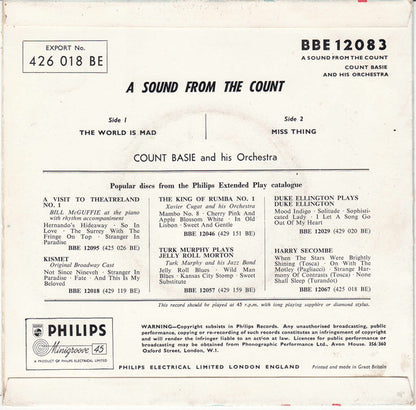 EXPORT No.
426 018 BE
BBE 12083
A SOUND FROM THE COUNT
COUNT BASIE
AND HIS ORCHESTRA
A SOUND FROM THE COUNT
Side 1
THE WORLD IS MAD
Side 2
MISS THING
COUNT BASIE and his Orchestra
Popular discs from the Philips Extended Play catalogue
A VISIT TO THEATRELAND
NO. 1
BILL McGUFFIE at the piano
with rhythm accompaniment
Hernando's Hideaway · So In
Love · The Surrey With The
Fringe On Top · Stranger In
Paradise
BBE 12095 (425 026 BE)
KISMET
Original Broadway Cast
Not Since Nineveh · Stranger In
Paradise · Fate · And This Is My
Beloved
BBE 12018 (429 119 BE)
THE KING OF RUMBA NO. 1
Xavier Cugat and his Orchestra
Mambo No. 8 · Cherry Pink And
Apple Blossom White · In Old
Lisbon · Sweet And Gentle
BBE 12046 (429 151 BE)
TURK MURPHY PLAYS
JELLY ROLL MORTON
Turk Murphy and his Jazz Band
Jelly Roll Blues · Wild Man
Blues · Kansas City Stomp · Sweet
Substitute
BBE 12057 (429 159 BE)
DUKE ELLINGTON PLAYS
DUKE ELLINGTON
Mood Indigo · Solitude · Sophisti-
cated Lady · I Let A Song Go
Out Of My Heart
BBE 12029 (429 020 BE)
HARRY SECOMBE
When The Stars Were Brightly
Shining (Tosca) · On With The
Motley (Pagliacci) · Strange Har-
mony Of Contrasts (Tosca) · None
Shall Sleep (Turandot)
BBE 12067 (425 018 BE)
This record should be played at 45 r.p.m. with long playing sapphire or diamond stylus.
PHILIPS
Minigroove 45
A PRODUCT OF PHILIPS ELECTRICAL LIMITED
WARNING—Copyright subsists in Philips Records. Any unauthorised broadcasting, public
performance, copying or re-recording of such records constitutes an infringement of copyright
and will render the infringer liable to an action at law. Licences for public performance or
broadcasting may be obtained from Phonographic Performance Ltd., Avon House, 356/360
Oxford Street, London, W.1.
PHILIPS ELECTRICAL LIMITED LONDON ENGLAND
Printed and made in Great Britain